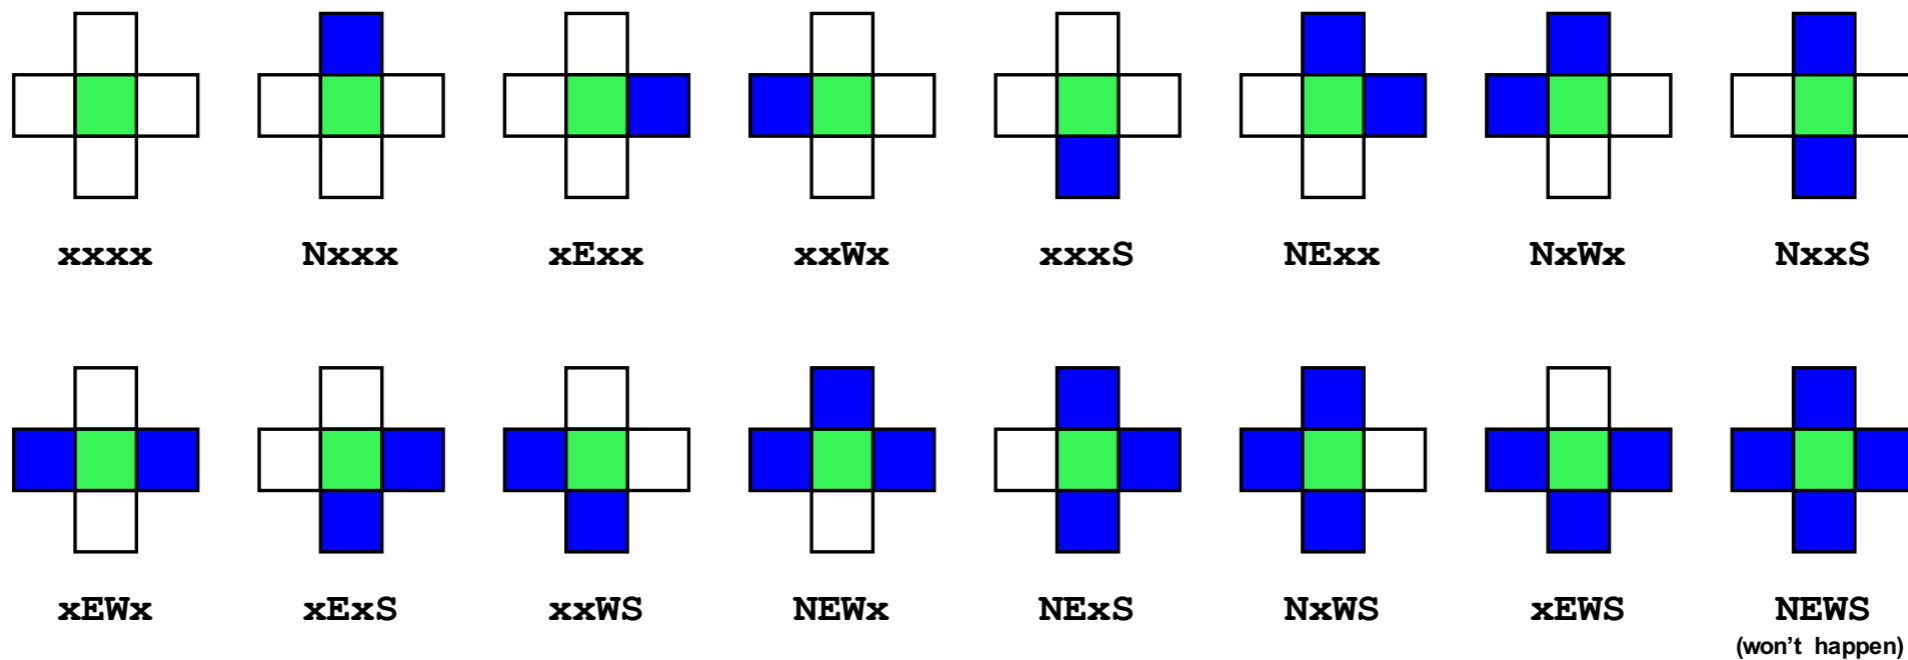 xxxx Nxxx xExx xxWx xxxS NExx NxWx NxxS
xEWx xExS xxWS NEWx NExS NxWS xEWS NEWS
(won't happen)